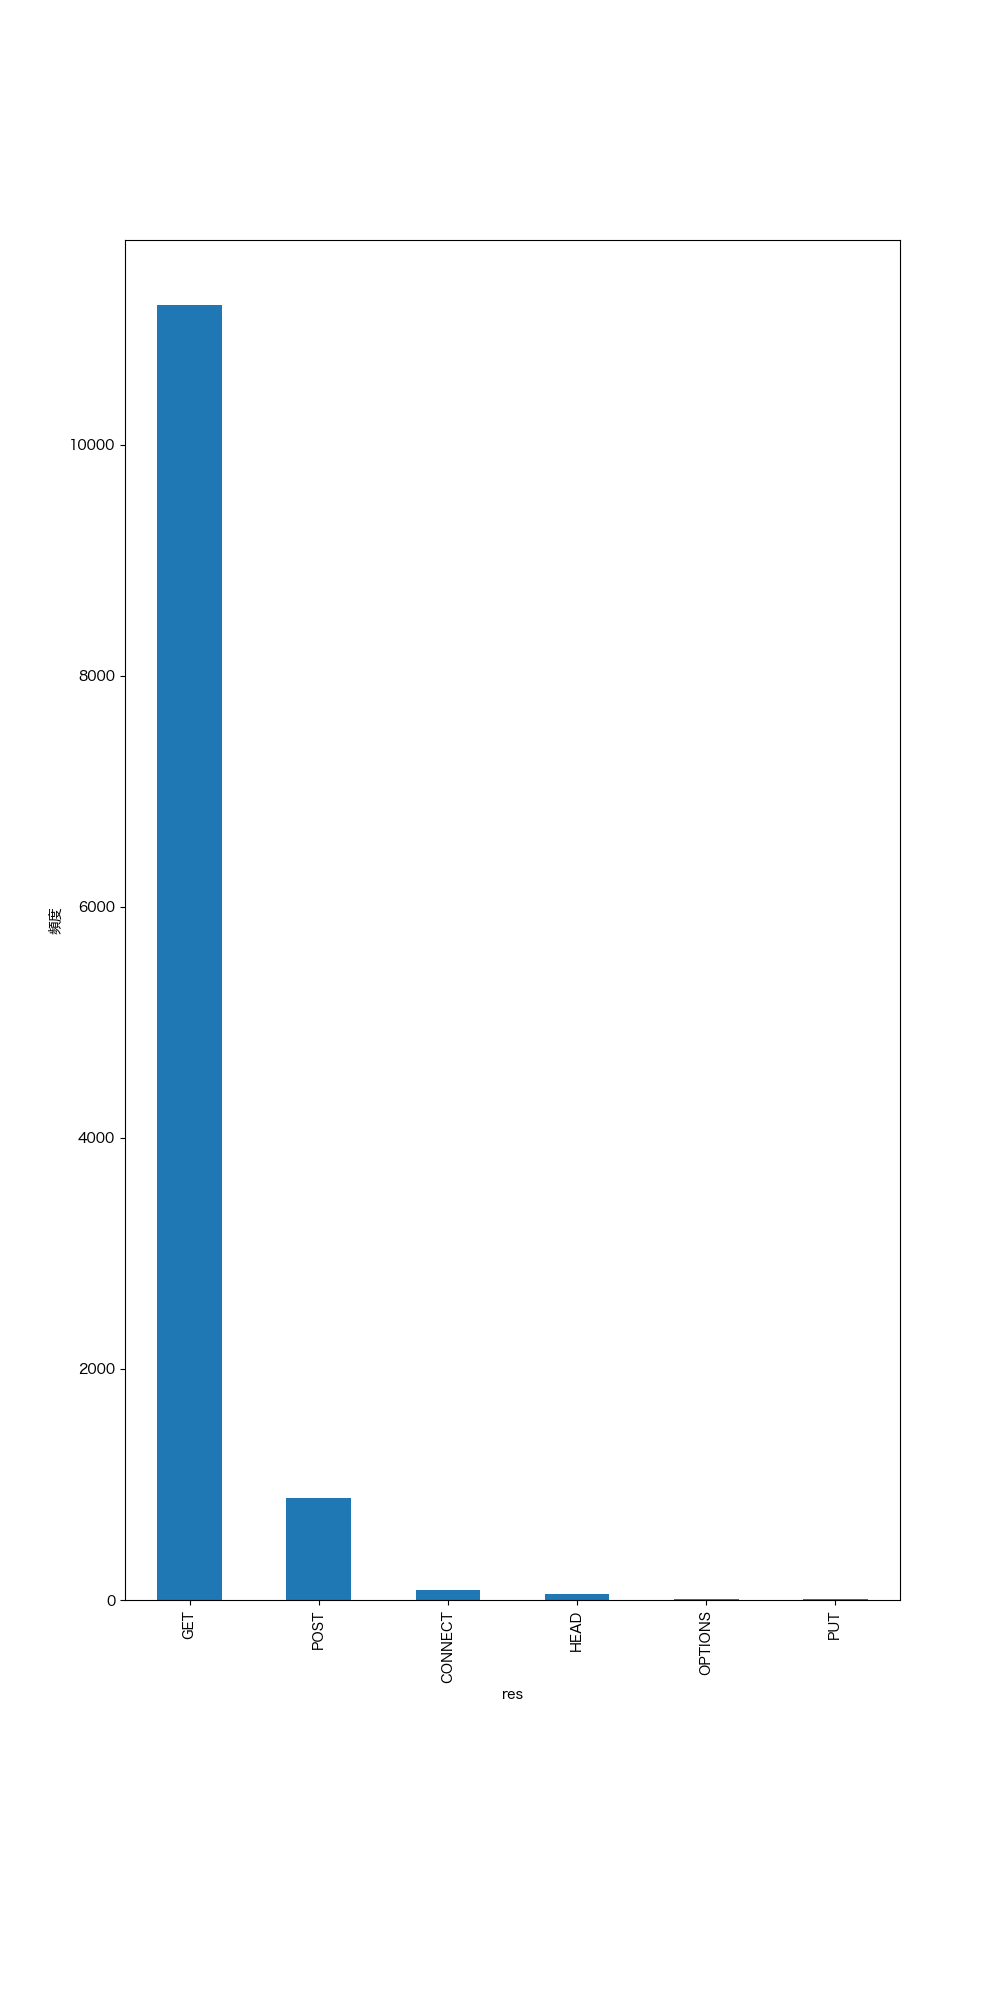 10000
8000
6000
4000
2000
0
頻度
GET
POST
CONNECT
HEAD
OPTIONS
PUT
res